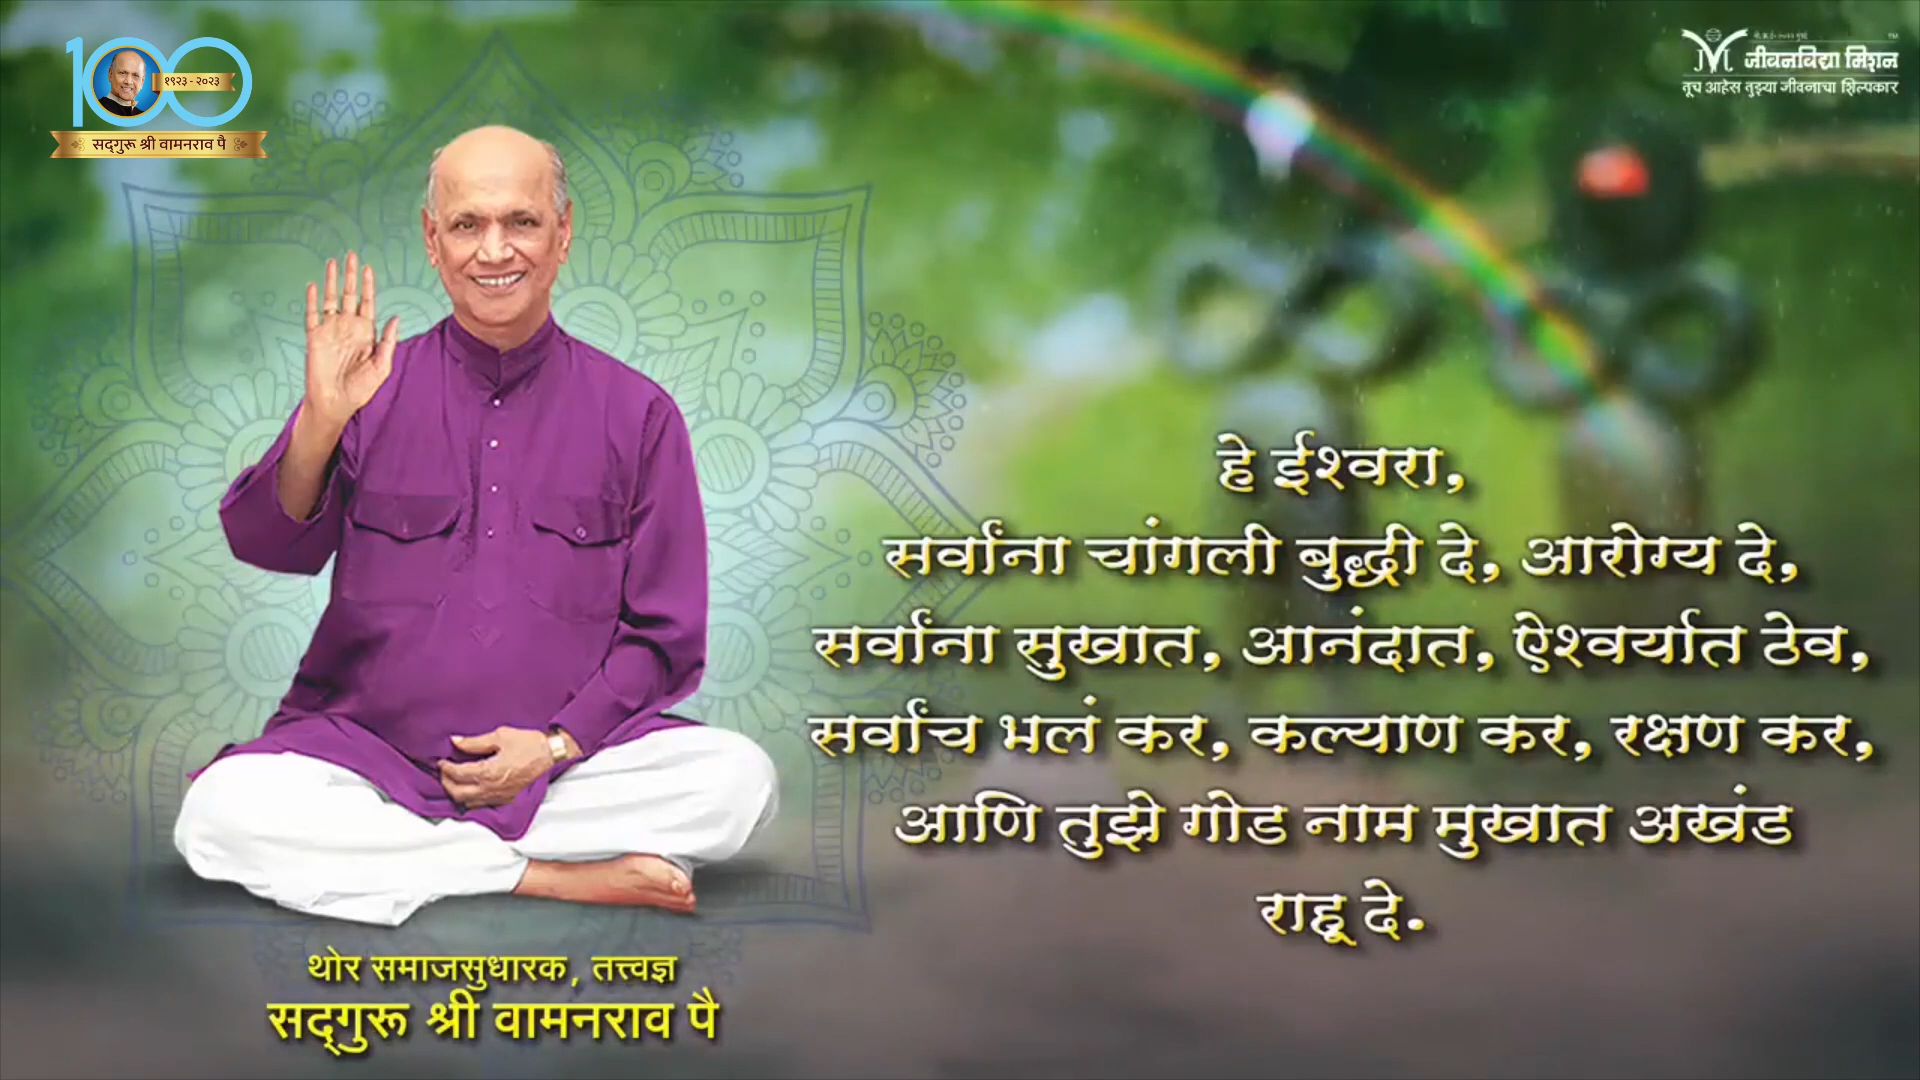 १००
१९२३ - २०२३
सद्गुरू श्री वामनराव पै
जीवनविद्या मिशन
तूच आहेस तुझ्या जीवनाचा शिल्पकार
हे ईश्वरा,
सर्वांना चांगली बुद्धी दे, आरोग्य दे,
सर्वांना सुखात, आनंदात, ऐश्वर्यात ठेव,
सर्वांच भलं कर, कल्याण कर, रक्षण कर,
आणि तुझे गोड नाम मुखात अखंड
राहू दे.
थोर समाजसुधारक, तत्त्वज्ञ
सद्‌गुरू श्री वामनराव पै